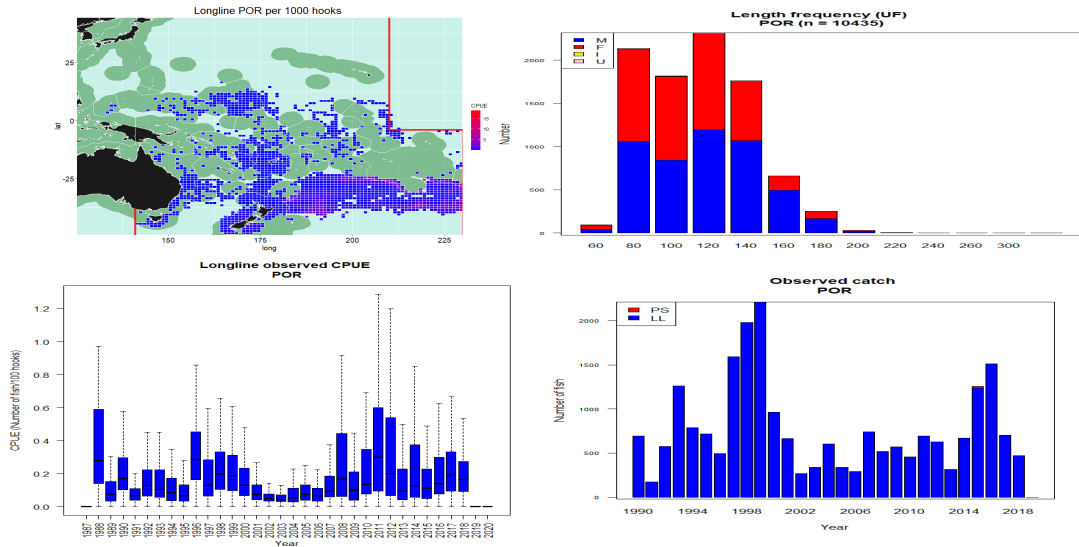 Longline POR per 1000 hooks
25
0
-25
lat
150
175
200
225
long
CPUE
15
10
5
Length frequency (UF)
POR (n = 10435)
M
F
I
U
Number
2000
1500
1000
500
0
60 80 100 120 140 160 180 200 220 240 260 300
Longline observed CPUE
POR
CPUE (Number of fish/100 hooks)
1.2
1.0
0.8
0.6
0.4
0.2
0.0
1987 1988 1989 1990 1991 1992 1993 1994 1995 1996 1997 1998 1999 2000 2001 2002 2003 2004 2005 2006 2007 2008 2009 2010 2011 2012 2013 2014 2015 2016 2017 2018 2019 2020
Year
Observed catch
POR
PS
LL
Number of fish
2000
1500
1000
500
0
1990 1994 1998 2002 2006 2010 2014 2018
Year